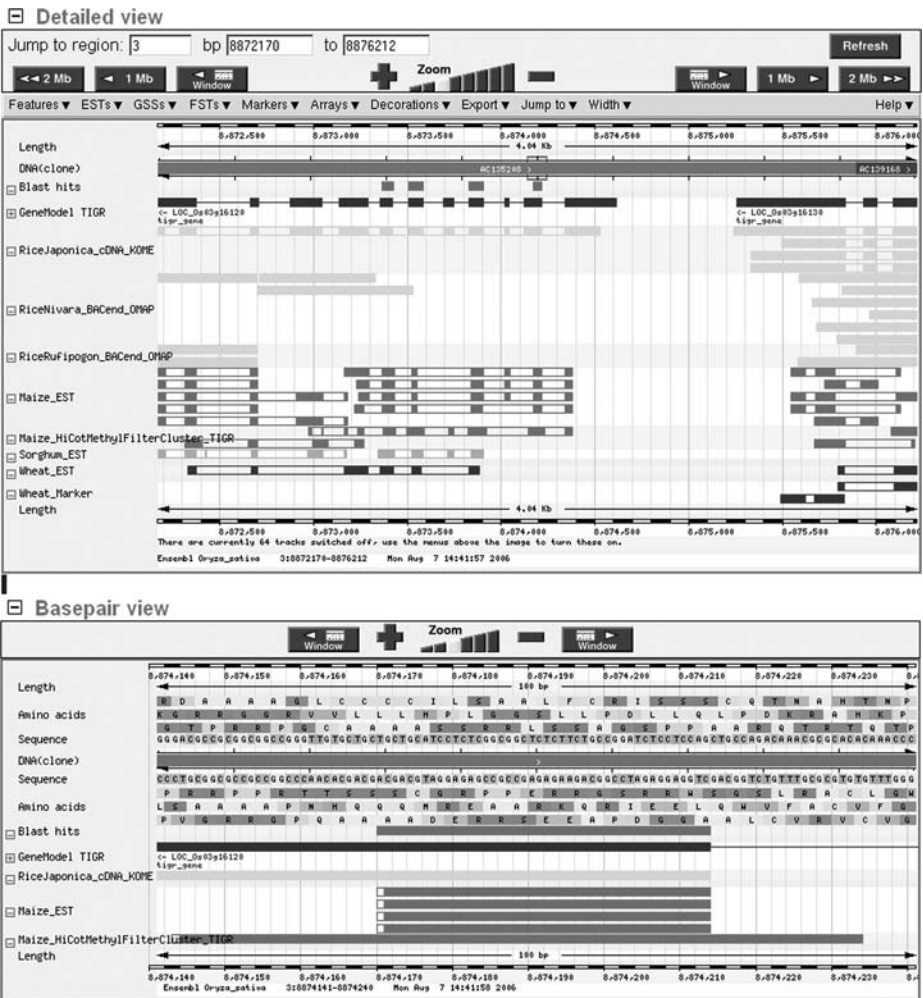 Detailed view
Jump to region: 3 bp 8872170 to 8876212 Refresh
◄◄ 2 Mb ◄ 1 Mb ◄ Window Zoom Window ► 1 Mb ► 2 Mb ►►
Features ▼ ESTs ▼ GSSs ▼ FSTs ▼ Markers ▼ Arrays ▼ Decorations ▼ Export ▼ Jump to ▼ Width ▼ Help ▼
8,872,500 8,873,000 8,873,500 8,874,000 8,874,500 8,875,000 8,875,500 8,876,000
Length 4.04 Kb
DNA(clone) AC135208 > AC139168 >
Blast hits
GeneModel TIGR <- LOC_Os03g16120 <- LOC_Os03g16130
tigr_gene tigr_gene
RiceJaponica_cDNA_KOME
RiceNivara_BACend_OMAP
RiceRufipogon_BACend_OMAP
Maize_EST
Maize_HiCotMethylFilterCluster_TIGR
Sorghum_EST
Wheat_EST
Wheat_Marker
Length 4.04 Kb
8,872,500 8,873,000 8,873,500 8,874,000 8,874,500 8,875,000 8,875,500 8,876,000
There are currently 64 tracks switched off, use the menus above the image to turn these on.
Ensembl Oryza_sativa 3:8872170-8876212 Mon Aug 7 14:41:57 2006
Basepair view
◄ Window Zoom Window ►
8,874,140 8,874,150 8,874,160 8,874,170 8,874,180 8,874,190 8,874,200 8,874,210 8,874,220 8,874,230
Length 100 bp
Amino acids
Sequence
DNA(clone)
Sequence
Amino acids
Blast hits
GeneModel TIGR <- LOC_Os03g16120
tigr_gene
RiceJaponica_cDNA_KOME
Maize_EST
Maize_HiCotMethylFilterCluster_TIGR
Length 100 bp
8,874,140 8,874,150 8,874,160 8,874,170 8,874,180 8,874,190 8,874,200 8,874,210 8,874,220 8,874,230
Ensembl Oryza_sativa 3:8874141-8874240 Mon Aug 7 14:41:58 2006